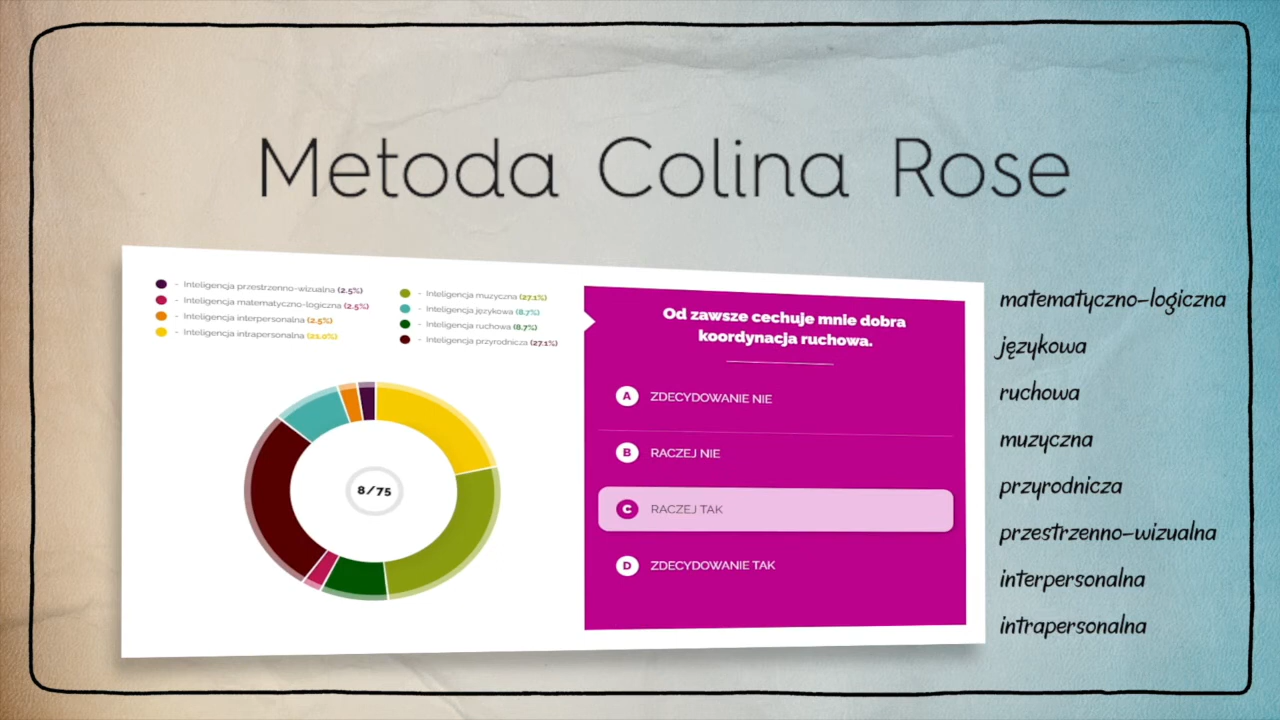 Metoda Colina Rose
- Inteligencja przestrzenno-wizualna (2.5%)
- Inteligencja matematyczno-logiczna (2.5%)
- Inteligencja interpersonalna (2.5%)
- Inteligencja intrapersonalna (21.0%)
- Inteligencja muzyczna (27.1%)
- Inteligencja językowa (8.7%)
- Inteligencja ruchowa (8.7%)
- Inteligencja przyrodnicza (27.1%)
8/75
Od zawsze cechuje mnie dobra
koordynacja ruchowa.
A ZDECYDOWANIE NIE
B RACZEJ NIE
C RACZEJ TAK
D ZDECYDOWANIE TAK
matematyczno-logiczna
językowa
ruchowa
muzyczna
przyrodnicza
przestrzenno-wizualna
interpersonalna
intrapersonalna